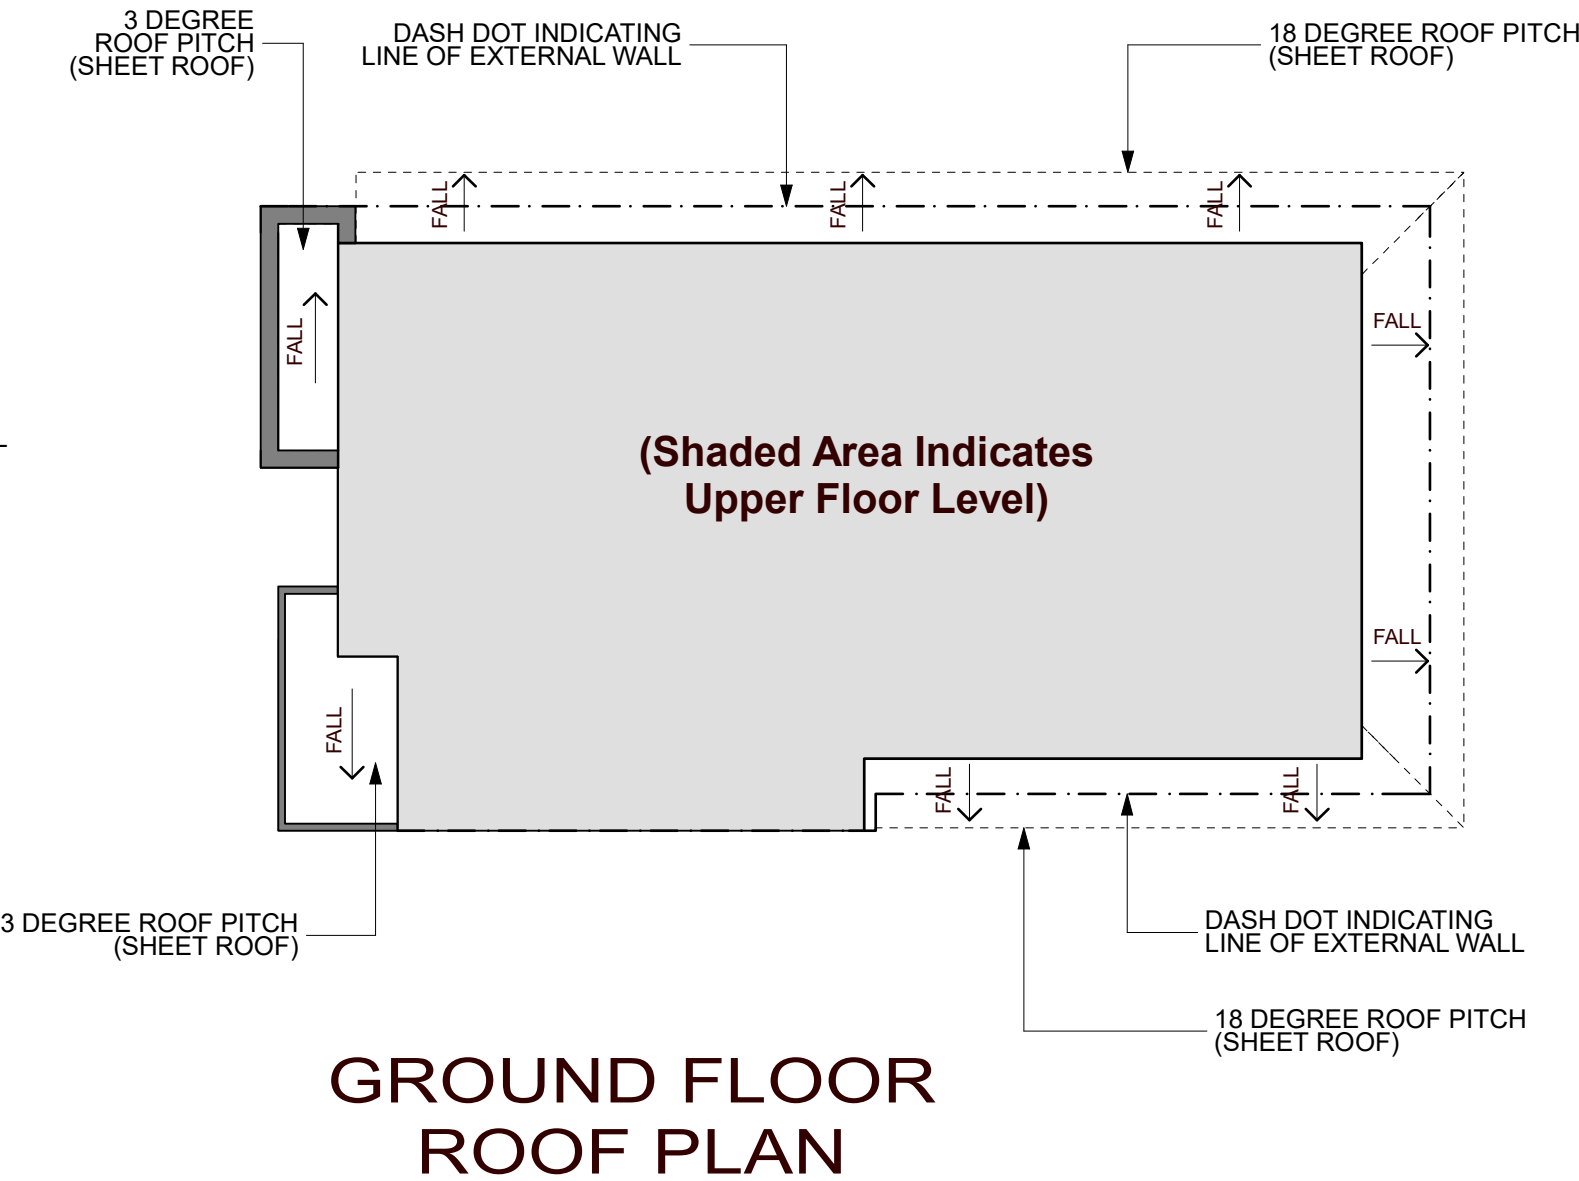 3 DEGREE
ROOF PITCH
(SHEET ROOF)
DASH DOT INDICATING
LINE OF EXTERNAL WALL
18 DEGREE ROOF PITCH
(SHEET ROOF)
FALL
FALL
FALL
FALL
FALL
(Shaded Area Indicates
Upper Floor Level)
FALL
FALL
FALL
FALL
3 DEGREE ROOF PITCH
(SHEET ROOF)
DASH DOT INDICATING
LINE OF EXTERNAL WALL
18 DEGREE ROOF PITCH
(SHEET ROOF)
GROUND FLOOR
ROOF PLAN